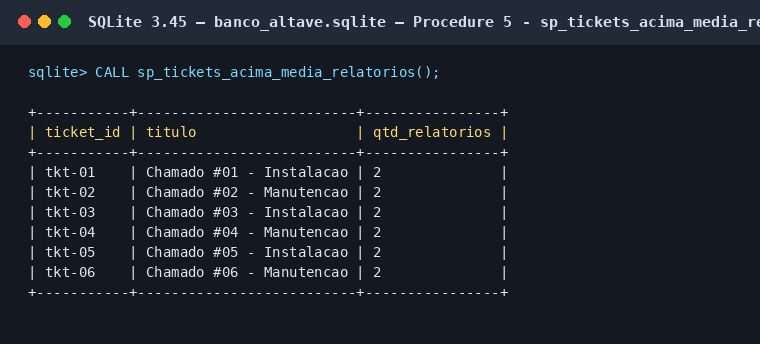 SQLite 3.45 — banco_altave.sqlite — Procedure 5 - sp_tickets_acima_media_re
sqlite> CALL sp_tickets_acima_media_relatorios();
+-----------+--------------------------+----------------+
| ticket_id | titulo                   | qtd_relatorios |
+-----------+--------------------------+----------------+
| tkt-01    | Chamado #01 - Instalacao | 2              |
| tkt-02    | Chamado #02 - Manutencao | 2              |
| tkt-03    | Chamado #03 - Instalacao | 2              |
| tkt-04    | Chamado #04 - Manutencao | 2              |
| tkt-05    | Chamado #05 - Instalacao | 2              |
| tkt-06    | Chamado #06 - Manutencao | 2              |
+-----------+--------------------------+----------------+